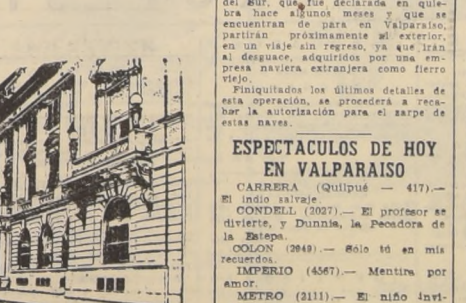 del Sur, que fue declarada en quie-
bra hace algunos meses y que se
encuentran de para en Valparaíso,
partirán próximamente al exterior,
en un viaje sin regreso, ya que irán
al desguace, adquiridos por una em-
presa naviera extranjera como fierro
viejo.
Finiquitados los últimos detalles de
esta operación, se procederá a reca-
bar la autorización para el zarpe de
estas naves.
ESPECTACULOS DE HOY
EN VALPARAISO
CARRERA (Quilpué — 417).—
El indio salvaje.
CONDELL (2027).— El profesor se
divierte, y Dunnia, la Pecadora de
la Estepa.
COLON (2949).— Sólo tú en mis
recuerdos.
IMPERIO (4567).— Mentira por
amor.
METRO (2111).— El niño invi-